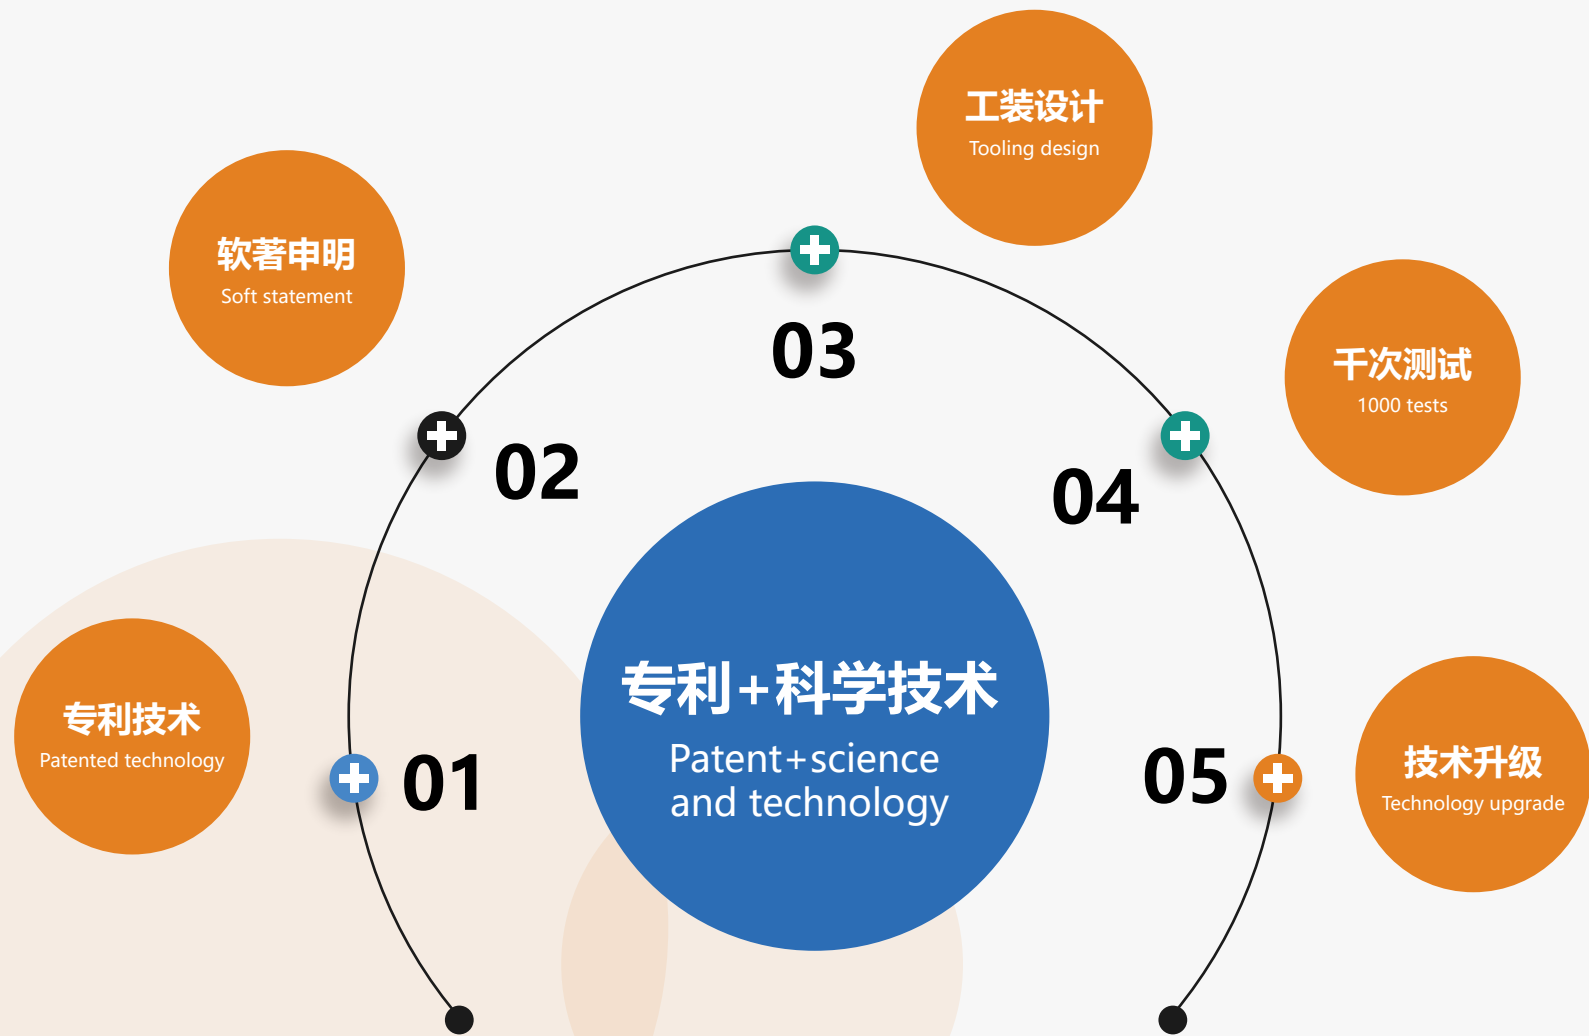 工装设计
Tooling design
软著申明
Soft statement
03
千次测试
1000 tests
02
04
专利+科学技术
Patent+science
and technology
专利技术
Patented technology
01
05
技术升级
Technology upgrade